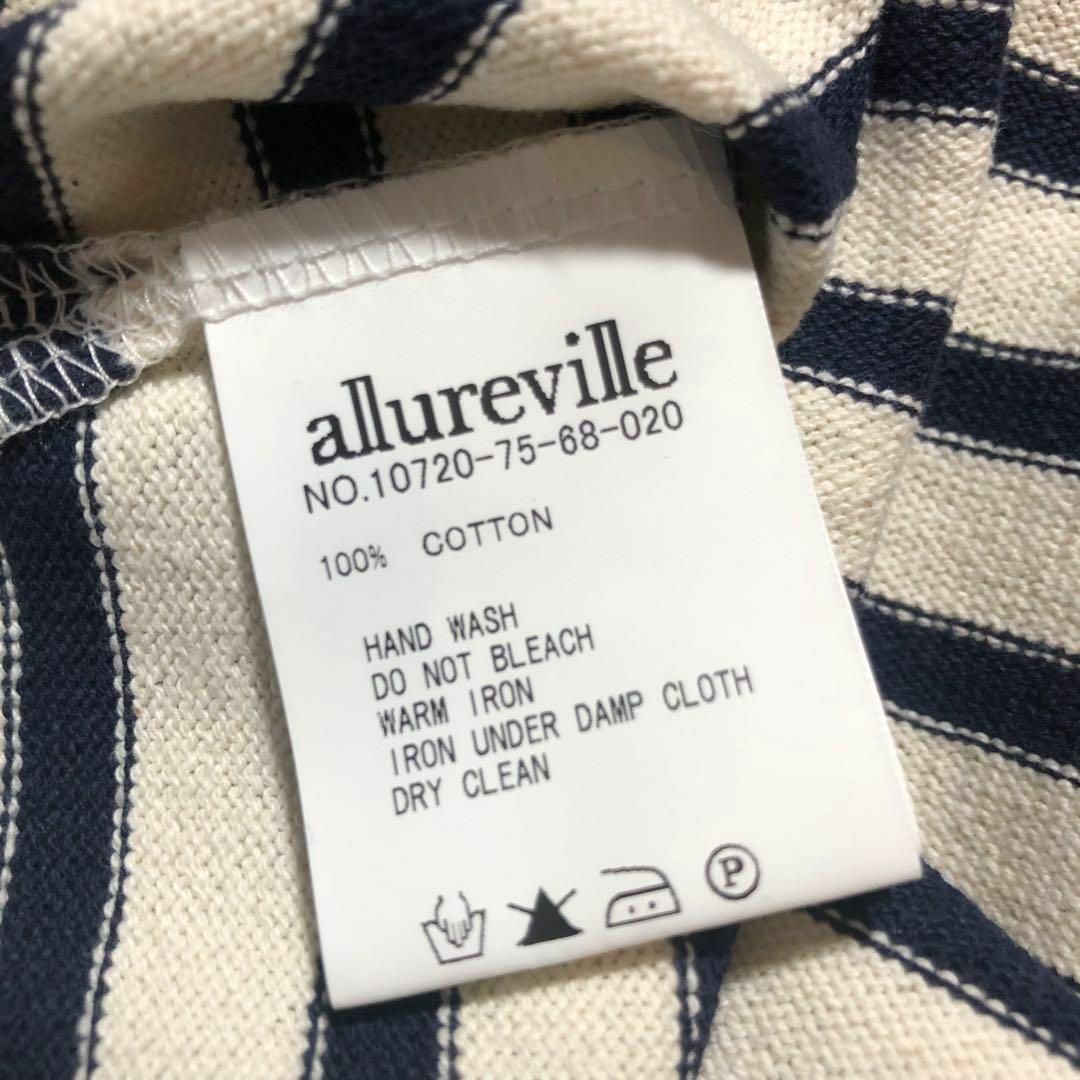 allureville
NO.10720-75-68-020
100% COTTON
HAND WASH
DO NOT BLEACH
WARM IRON
IRON UNDER DAMP CLOTH
DRY CLEAN
P